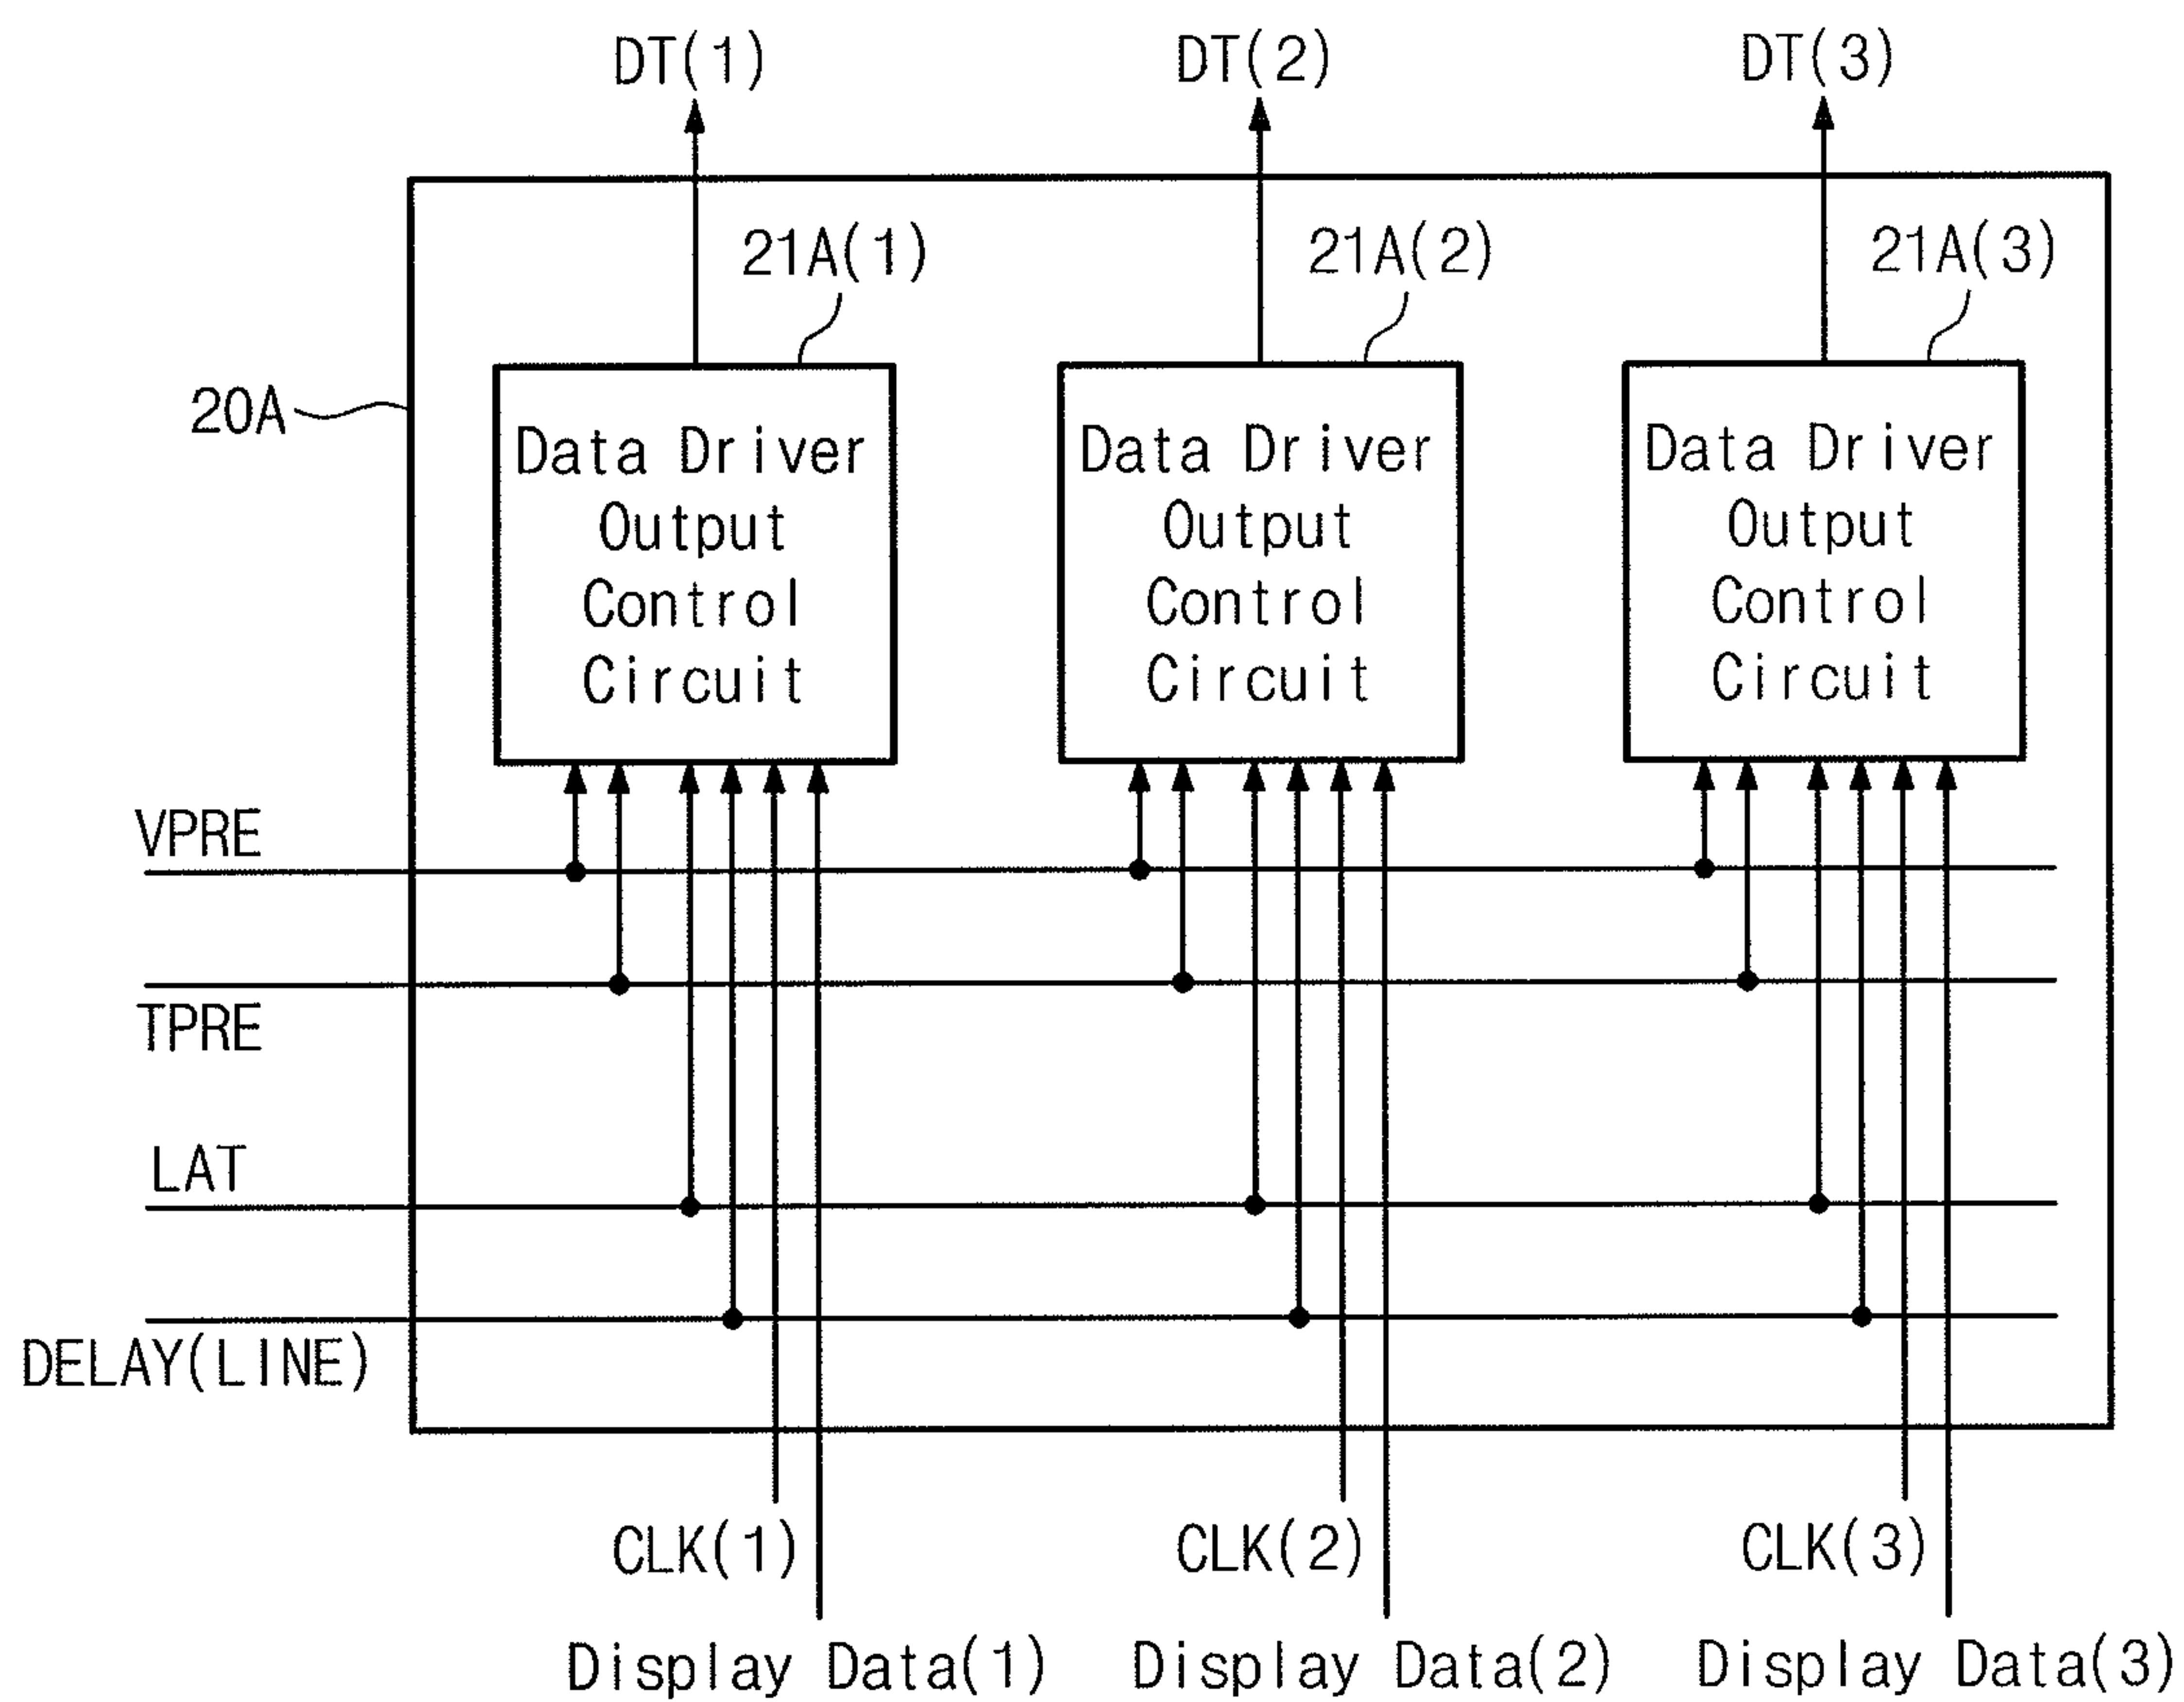 DT(1)
DT(2)
DT(3)
21A(1)
21A(2)
21A(3)
20A
Data Driver
Output
Control
Circuit
Data Driver
Output
Control
Circuit
Data Driver
Output
Control
Circuit
VPRE
TPRE
LAT
DELAY(LINE)
CLK(1)
CLK(2)
CLK(3)
Display Data(1)
Display Data(2)
Display Data(3)